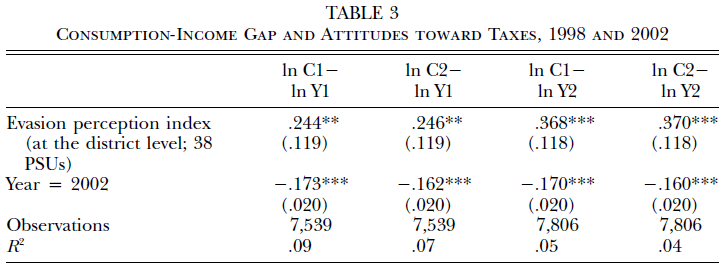 TABLE 3
Consumption-Income Gap and Attitudes toward Taxes, 1998 and 2002
ln C1− ln C2− ln C1− ln C2−
ln Y1 ln Y1 ln Y2 ln Y2
Evasion perception index .244** .246** .368*** .370***
(at the district level; 38 (.119) (.119) (.118) (.118)
PSUs)
Year = 2002 −.173*** −.162*** −.170*** −.160***
(.020) (.020) (.020) (.020)
Observations 7,539 7,539 7,806 7,806
R² .09 .07 .05 .04